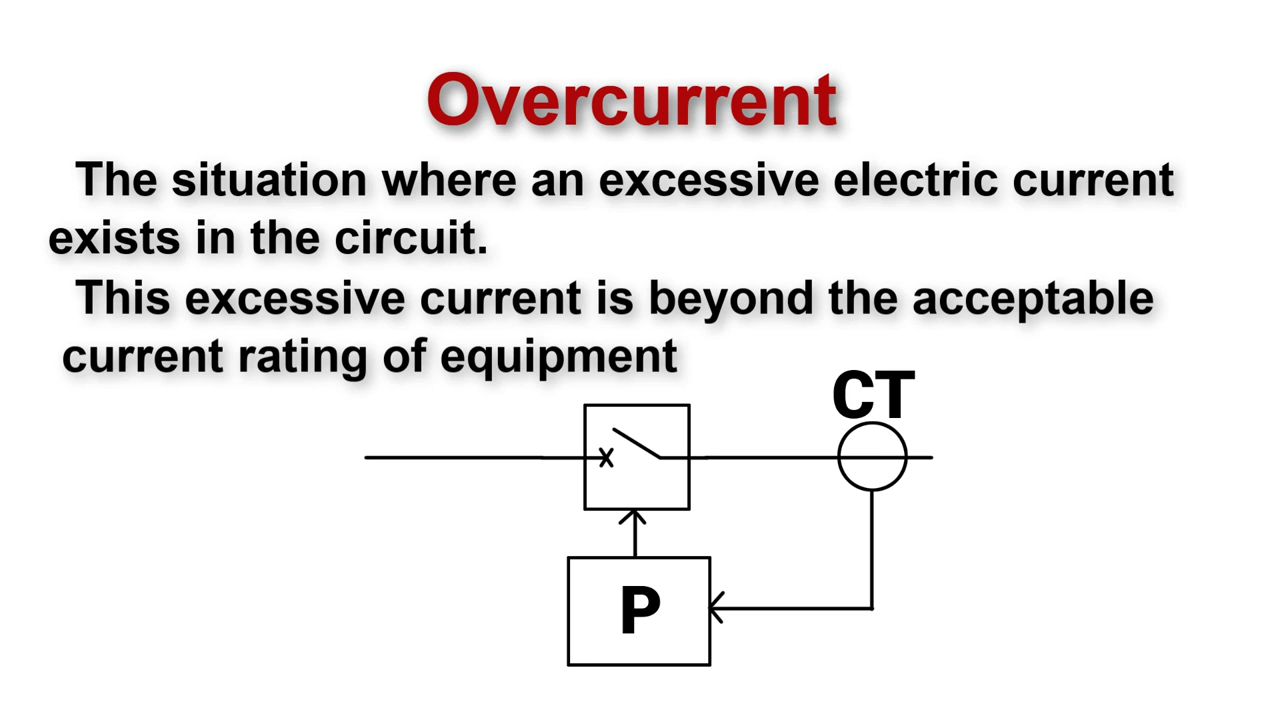 Overcurrent
The situation where an excessive electric current
exists in the circuit.
This excessive current is beyond the acceptable
current rating of equipment
CT
P